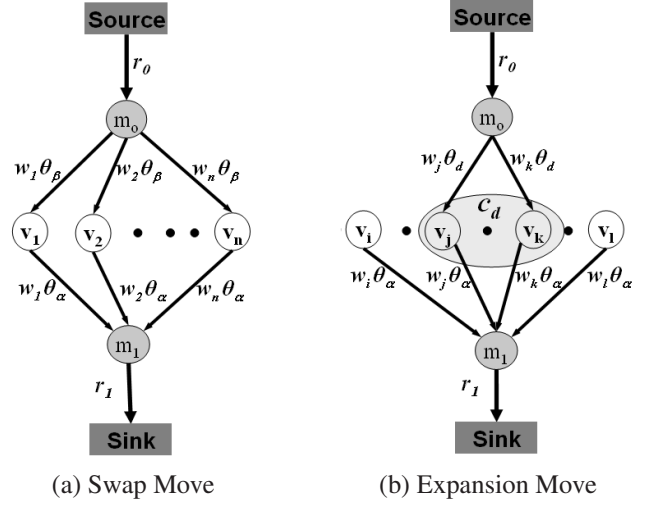 Source Source
r0 r0
mo mo
w1θβ w2θβ wnθβ wjθd wkθd
cd
v1 v2 vn vi vj vk vl
w1θα w2θα wnθα wiθα wjθα wkθα wlθα
m1 m1
r1 r1
Sink Sink
(a) Swap Move (b) Expansion Move